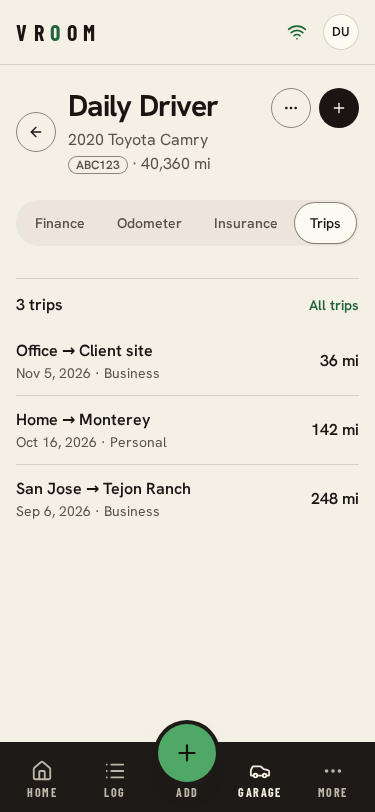 VROOM
DU
Daily Driver
2020 Toyota Camry
ABC123 · 40,360 mi
Finance Odometer Insurance Trips
3 trips All trips
Office → Client site
36 mi
Nov 5, 2026 · Business
Home → Monterey
142 mi
Oct 16, 2026 · Personal
San Jose → Tejon Ranch
248 mi
Sep 6, 2026 · Business
HOME LOG ADD GARAGE MORE